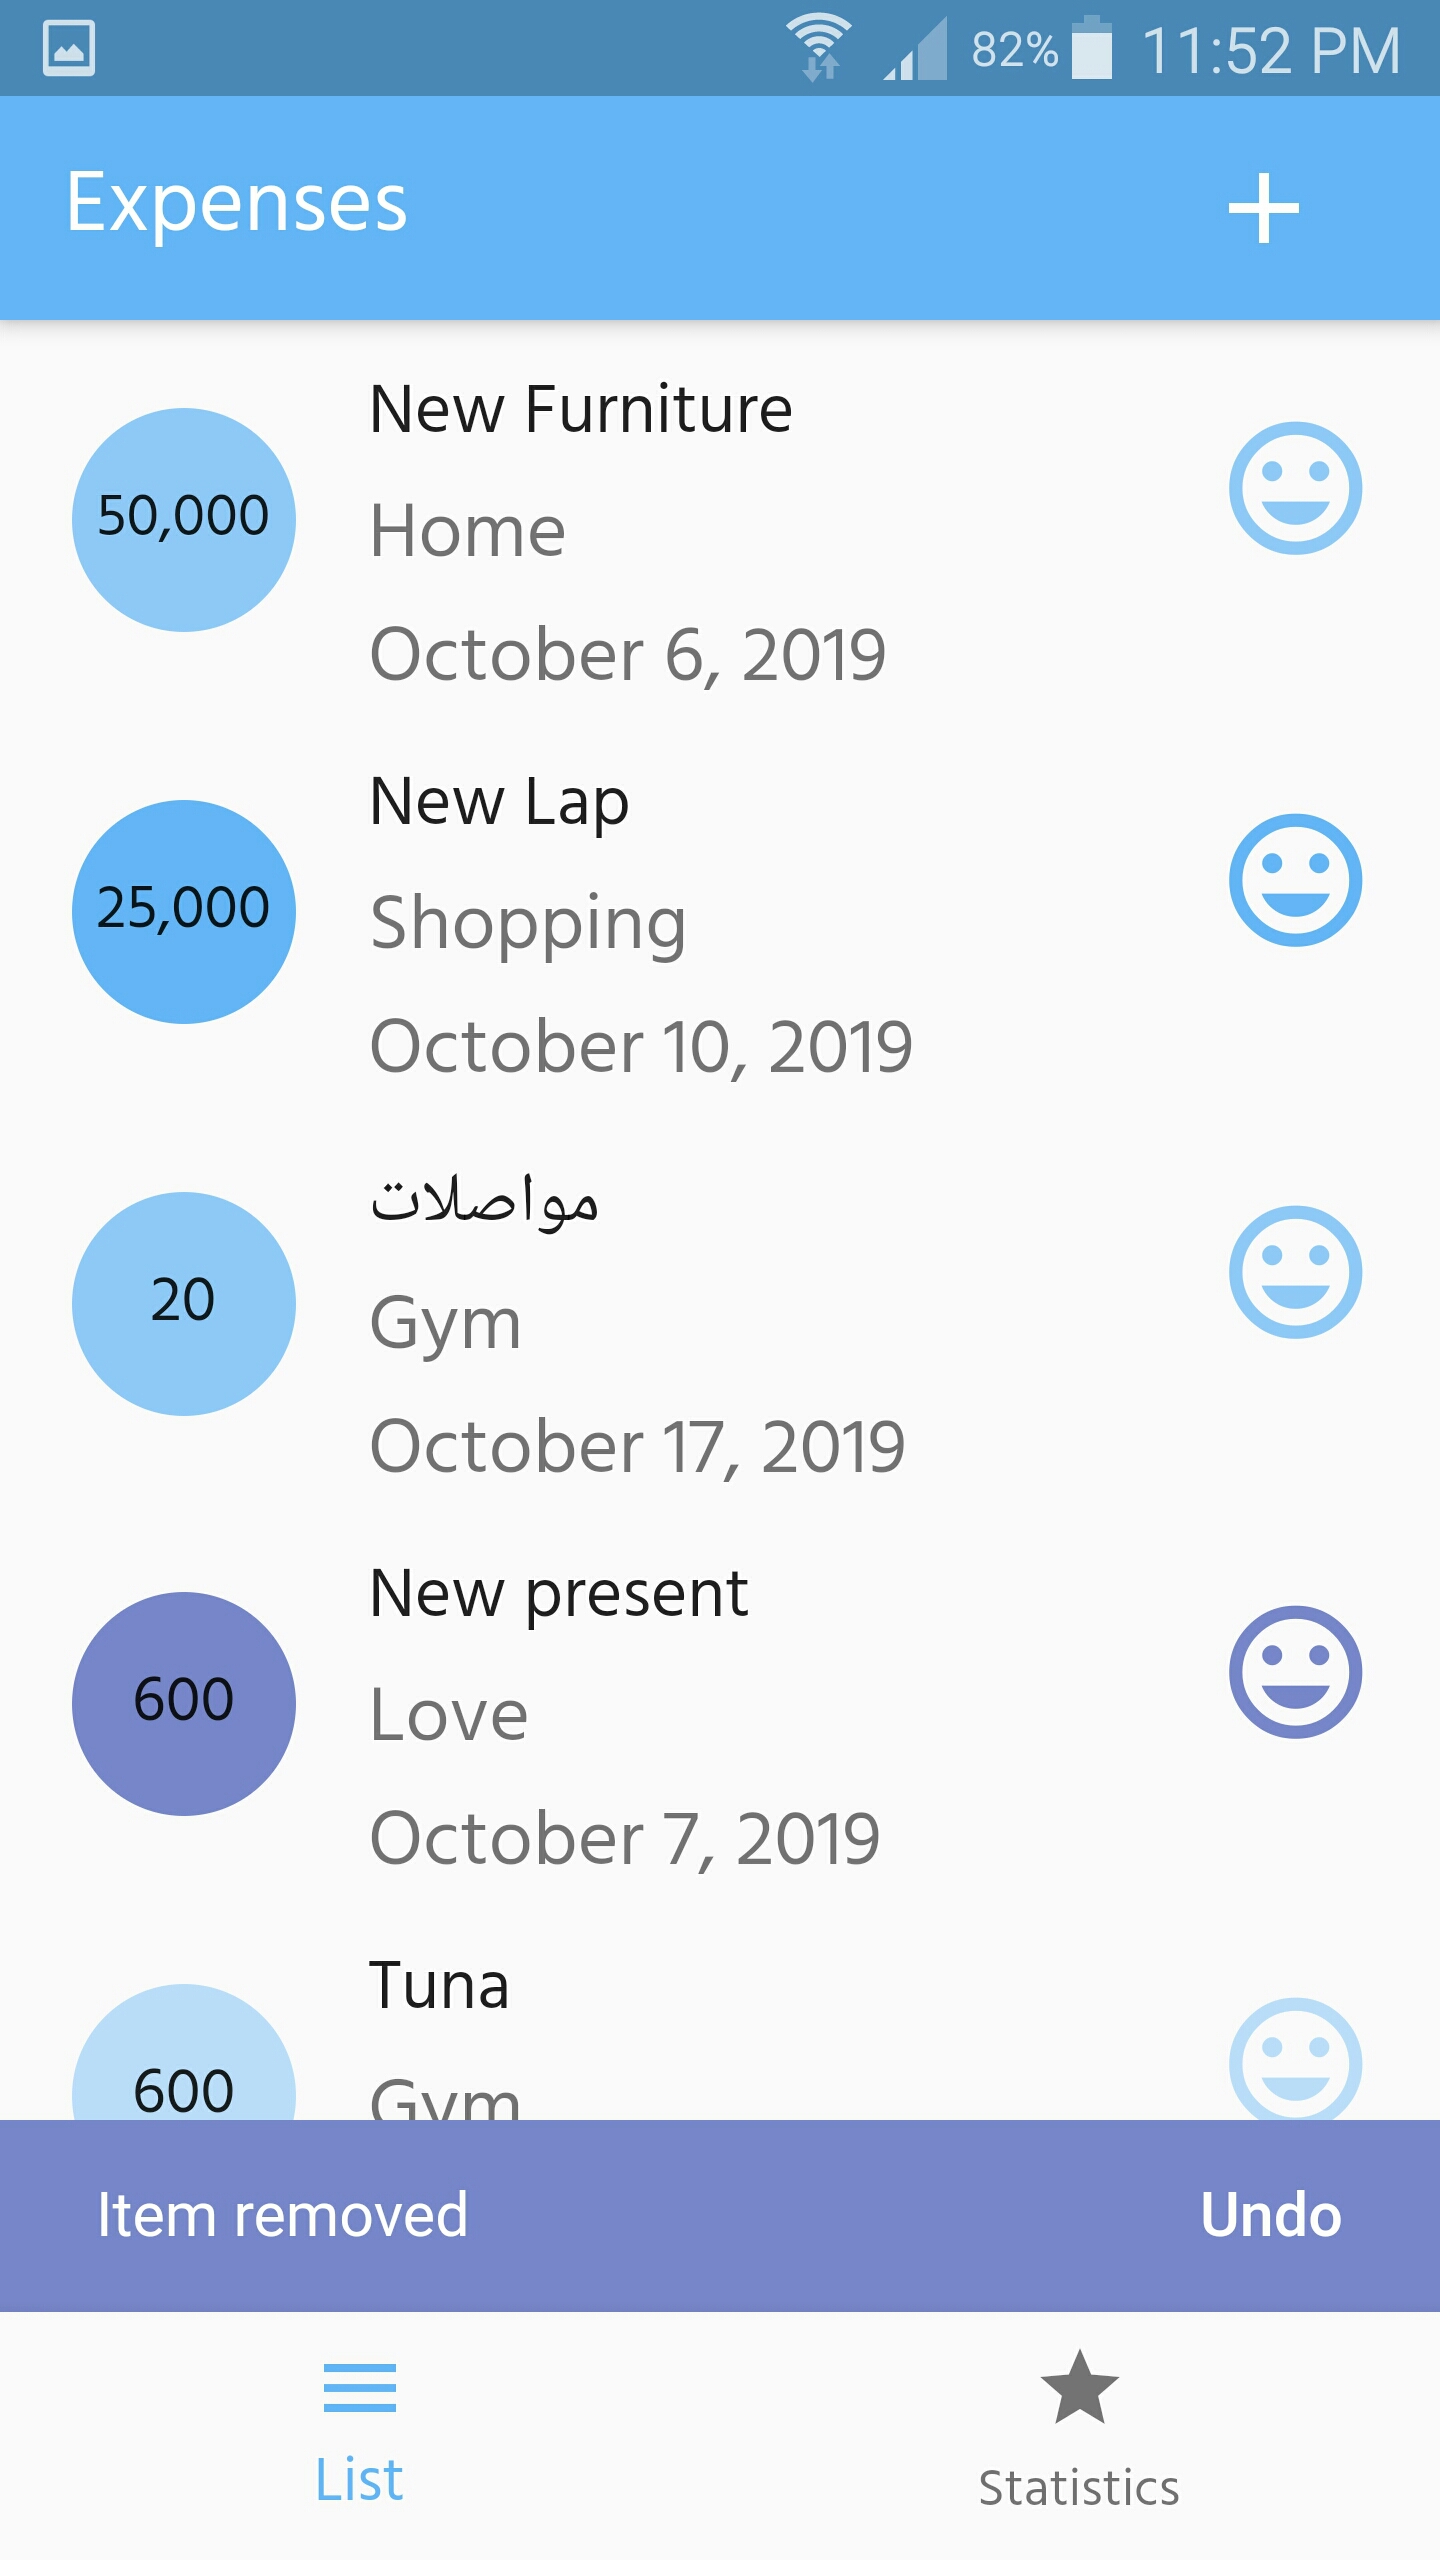 82% 11:52 PM
Expenses
New Furniture
50,000
Home
October 6, 2019
New Lap
25,000
Shopping
October 10, 2019
مواصلات
20
Gym
October 17, 2019
New present
600
Love
October 7, 2019
Tuna
600
Gym
Item removed Undo
List Statistics